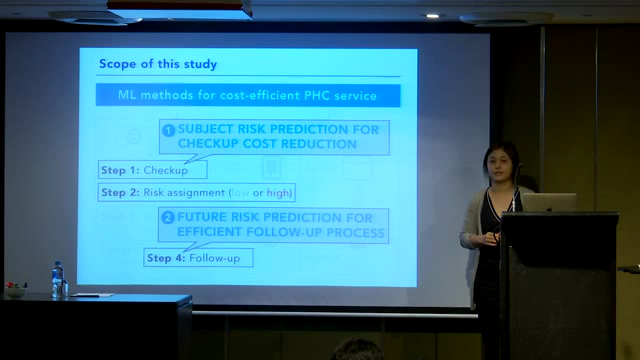 Scope of this study
ML methods for cost-efficient PHC service
1 SUBJECT RISK PREDICTION FOR
CHECKUP COST REDUCTION
Step 1: Checkup
Step 2: Risk assignment (low or high)
2 FUTURE RISK PREDICTION FOR
EFFICIENT FOLLOW-UP PROCESS
Step 4: Follow-up